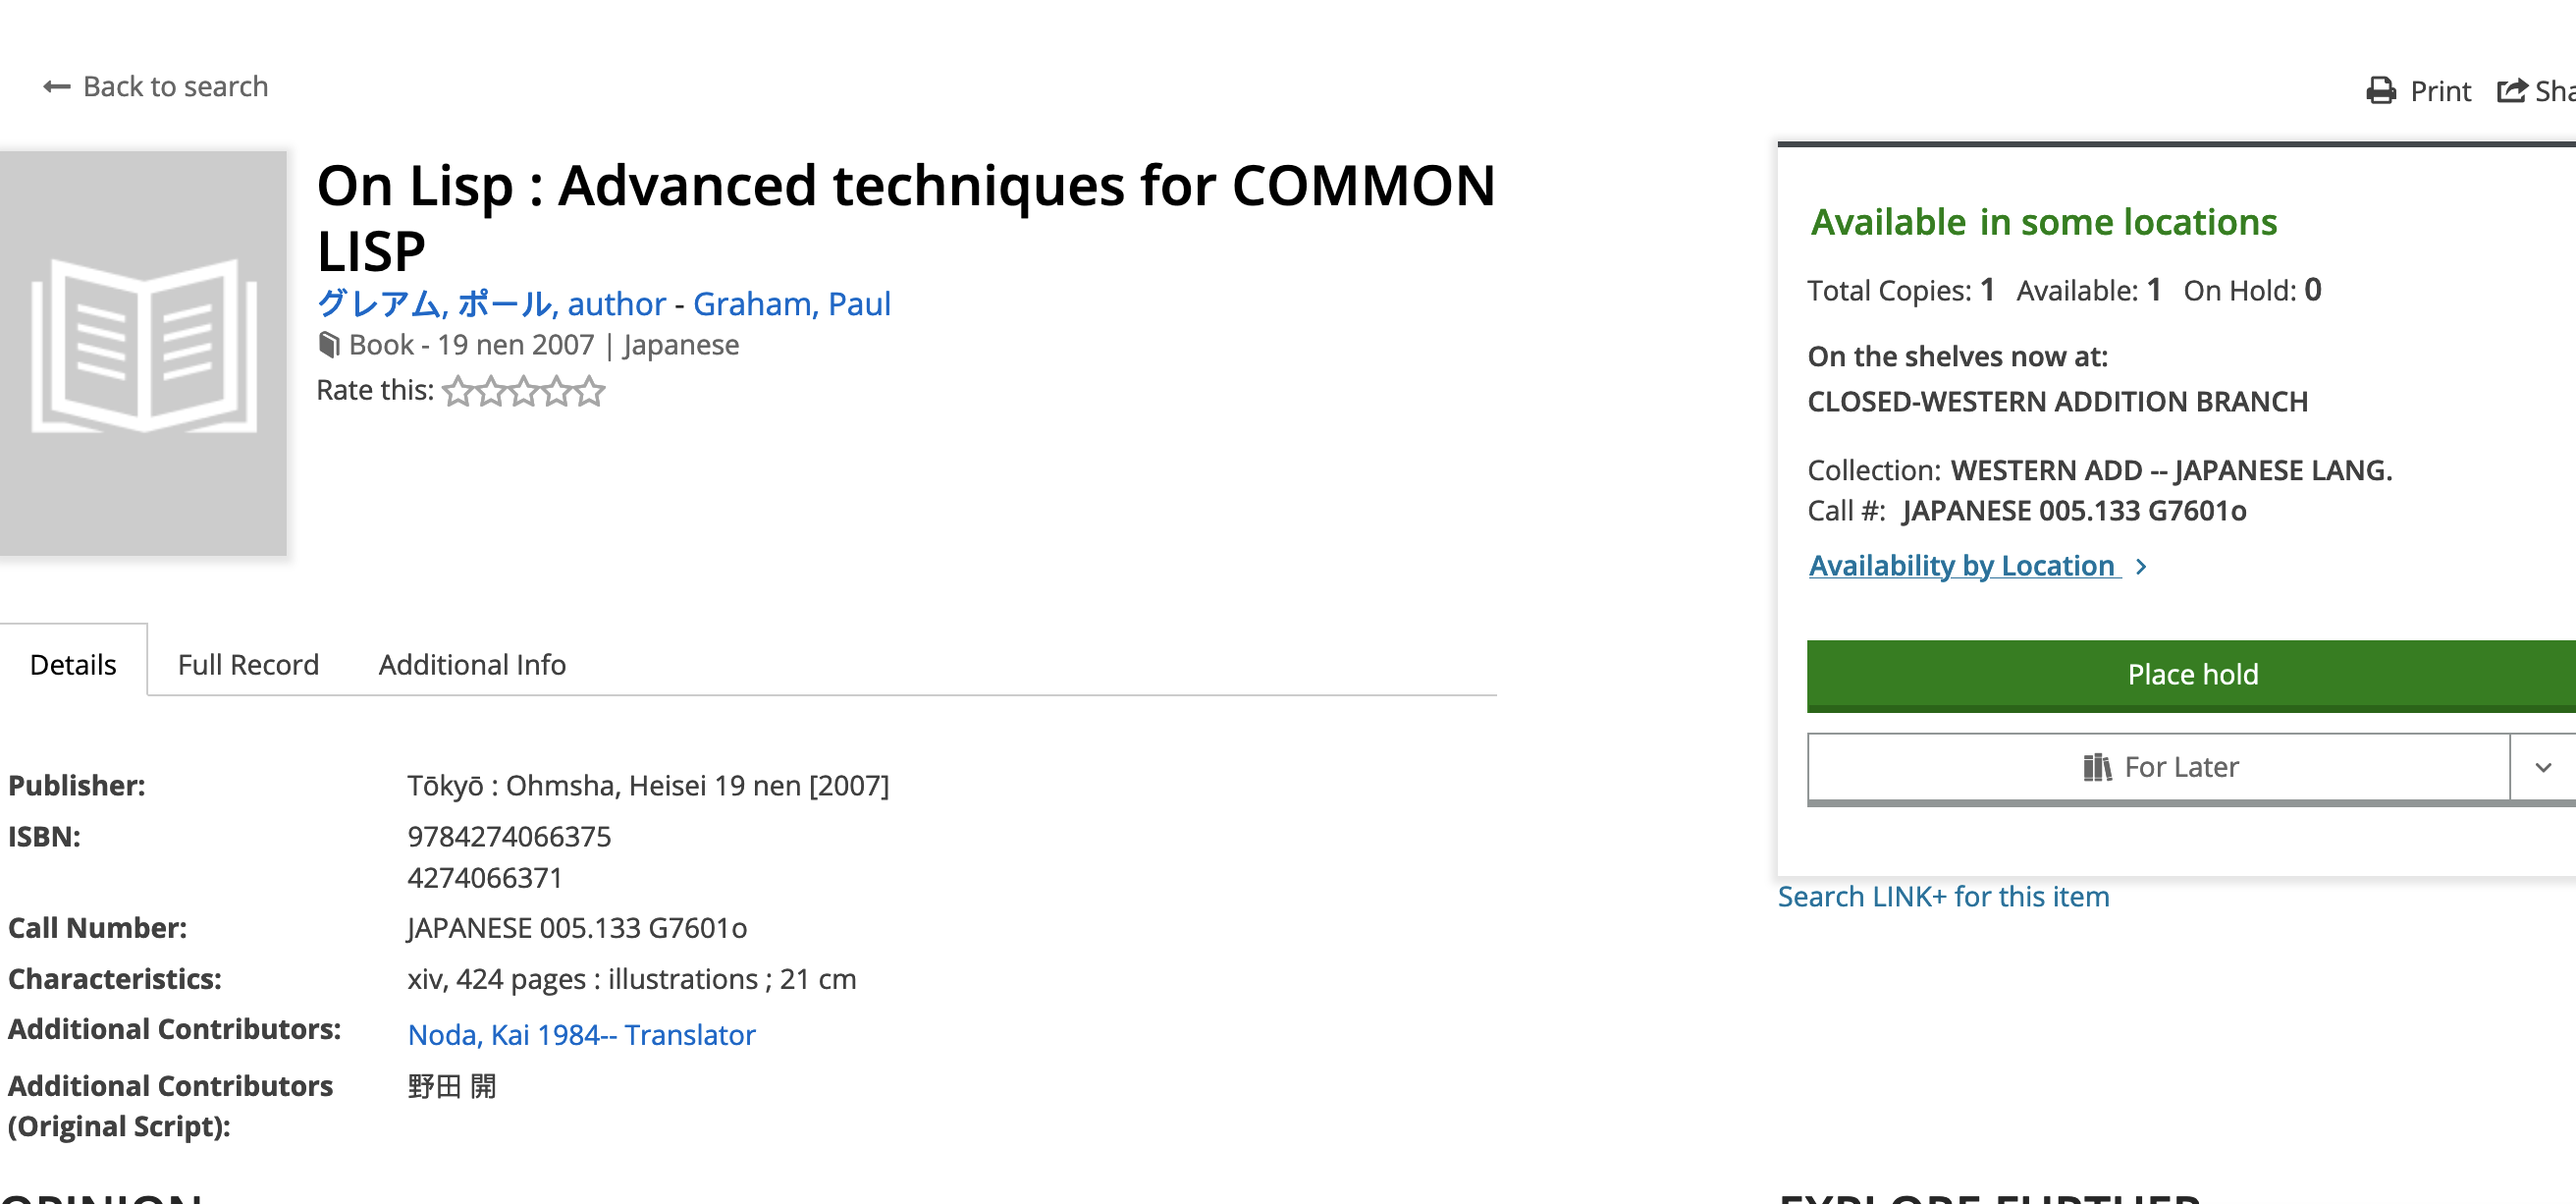 Back to search
Print
On Lisp : Advanced techniques for COMMON
LISP
グレアム, ポール, author - Graham, Paul
Book - 19 nen 2007 | Japanese
Rate this:
Available in some locations
Total Copies: 1 Available: 1 On Hold: 0
On the shelves now at:
CLOSED-WESTERN ADDITION BRANCH
Collection: WESTERN ADD -- JAPANESE LANG.
Call #: JAPANESE 005.133 G7601o
Availability by Location
Place hold
For Later
Search LINK+ for this item
Details Full Record Additional Info
Publisher: Tōkyō : Ohmsha, Heisei 19 nen [2007]
ISBN: 9784274066375
4274066371
Call Number: JAPANESE 005.133 G7601o
Characteristics: xiv, 424 pages : illustrations ; 21 cm
Additional Contributors: Noda, Kai 1984-- Translator
Additional Contributors 野田 開
(Original Script):